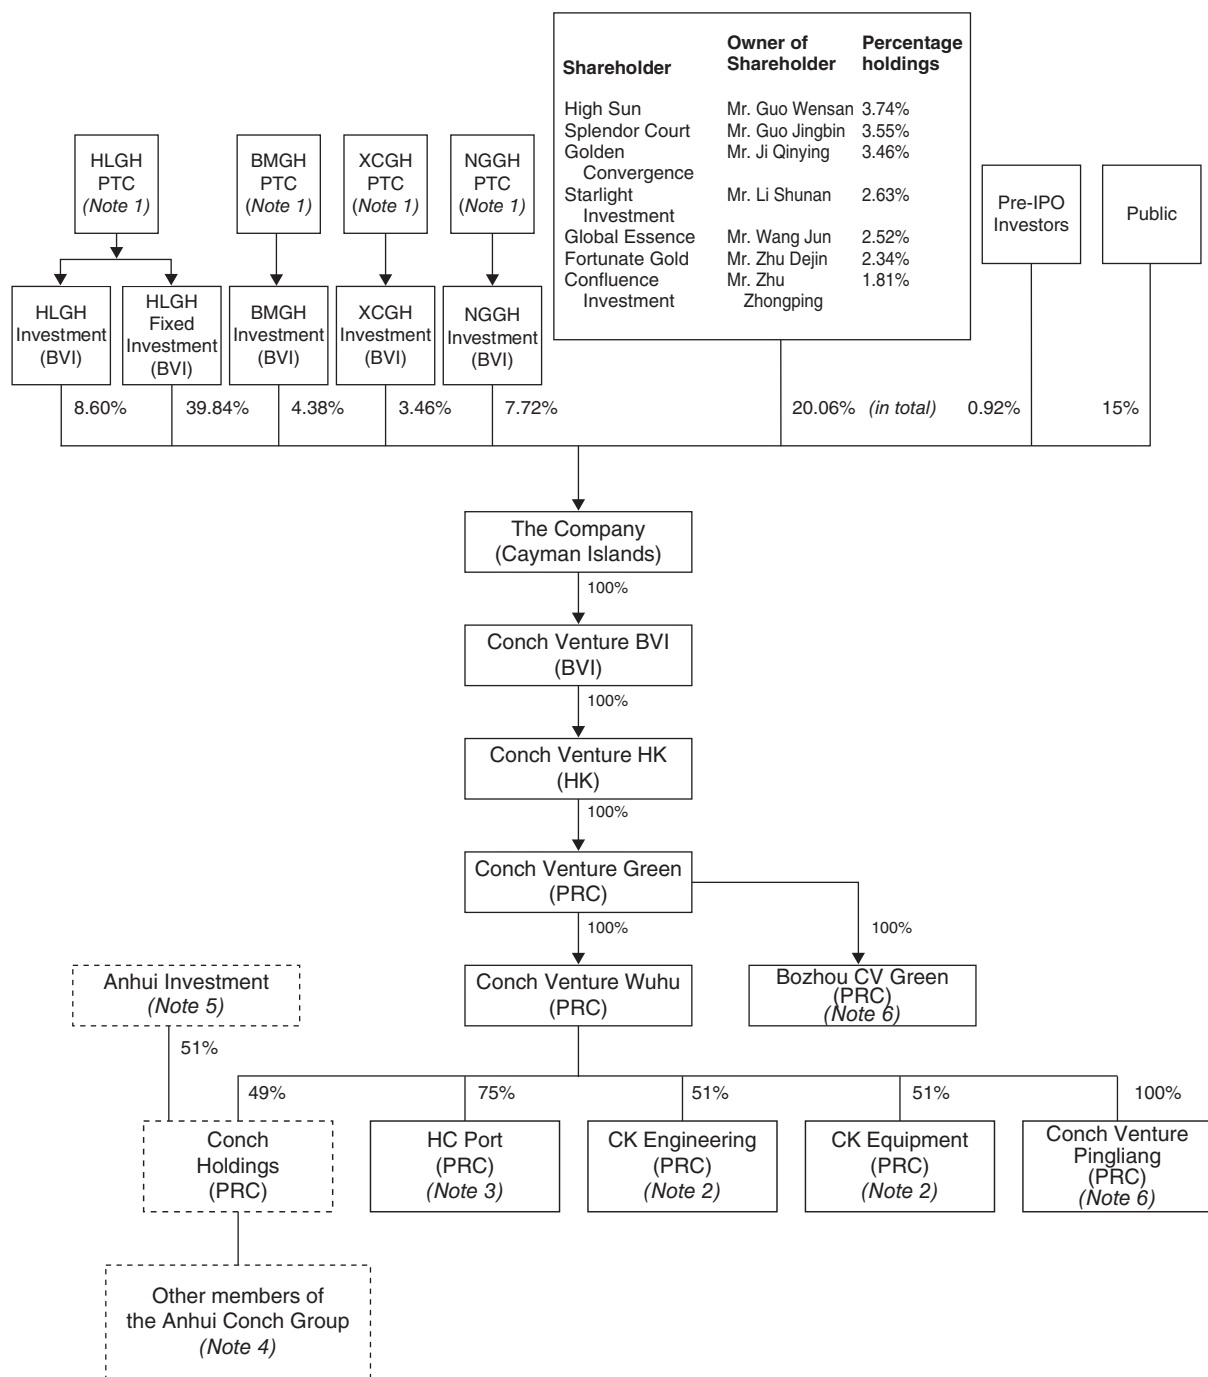 Shareholder
Owner of
Shareholder
Percentage
holdings
High Sun Mr. Guo Wensan 3.74%
Splendor Court Mr. Guo Jingbin 3.55%
Golden Mr. Ji Qinying 3.46%
Convergence
Starlight Mr. Li Shunan 2.63%
Investment
Global Essence Mr. Wang Jun 2.52%
Fortunate Gold Mr. Zhu Dejin 2.34%
Confluence Mr. Zhu 1.81%
Investment Zhongping
HLGH
PTC
(Note 1)
BMGH
PTC
(Note 1)
XCGH
PTC
(Note 1)
NGGH
PTC
(Note 1)
Pre-IPO
Investors
Public
HLGH
Investment
(BVI)
HLGH
Fixed
Investment
(BVI)
BMGH
Investment
(BVI)
XCGH
Investment
(BVI)
NGGH
Investment
(BVI)
8.60% 39.84% 4.38% 3.46% 7.72% 20.06% (in total) 0.92% 15%
The Company
(Cayman Islands)
100%
Conch Venture BVI
(BVI)
100%
Conch Venture HK
(HK)
100%
Conch Venture Green
(PRC)
100% 100%
Anhui Investment
(Note 5)
Conch Venture Wuhu
(PRC)
Bozhou CV Green
(PRC)
(Note 6)
51%
49% 75% 51% 51% 100%
Conch
Holdings
(PRC)
HC Port
(PRC)
(Note 3)
CK Engineering
(PRC)
(Note 2)
CK Equipment
(PRC)
(Note 2)
Conch Venture
Pingliang
(PRC)
(Note 6)
Other members of
the Anhui Conch Group
(Note 4)